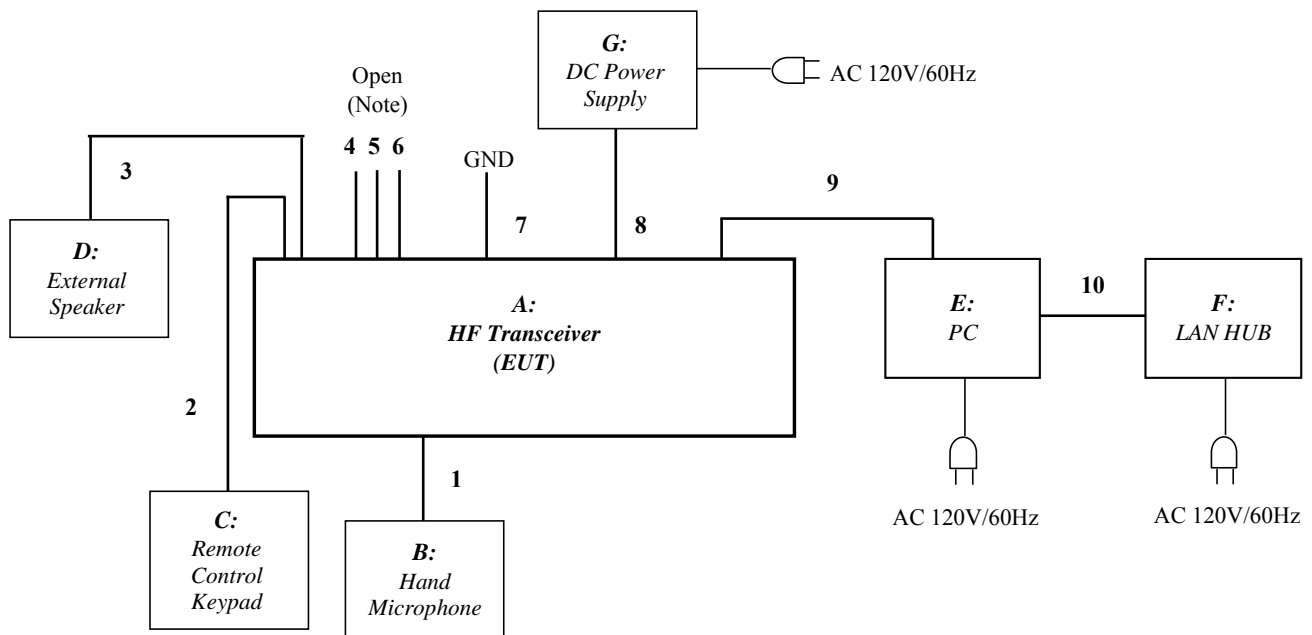 G:
DC Power
Supply
AC 120V/60Hz
Open
(Note)
4 5 6
GND
3
7
8
9
D:
External
Speaker
A:
HF Transceiver
(EUT)
E:
PC
10
F:
LAN HUB
2
1
C:
Remote
Control
Keypad
B:
Hand
Microphone
AC 120V/60Hz
AC 120V/60Hz